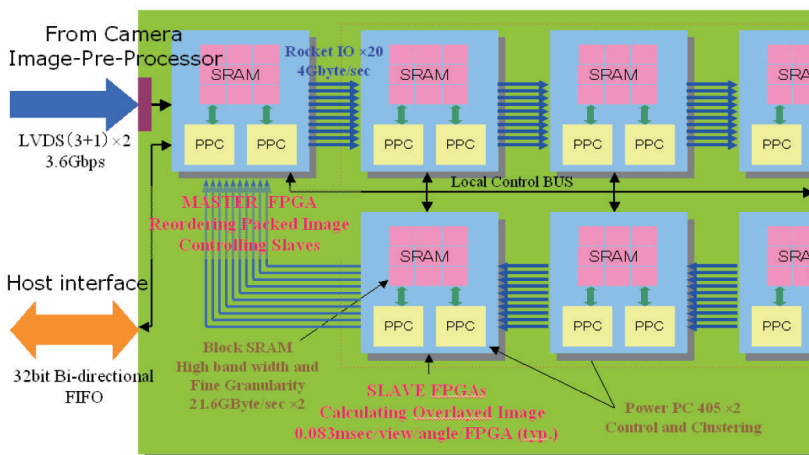 From Camera
Image-Pre-Processor
LVDS(3+1)×2
3.6Gbps
Host interface
32bit Bi-directional
FIFO
SRAM
PPC PPC
Rocket IO ×20
4Gbyte/sec
SRAM
PPC PPC
SRAM
PPC PPC
SRA
PPC
Local Control BUS
MASTER FPGA
Reordering Packed Image
Controlling Slaves
SRAM
PPC PPC
SRAM
PPC PPC
SRA
PPC
Block SRAM
High band width and
Fine Granularity
21.6GByte/sec ×2
SLAVE FPGAs
Calculating Overlayed Image
0.083msec/view/angle/FPGA (typ.)
Power PC 405 ×2
Control and Clustering